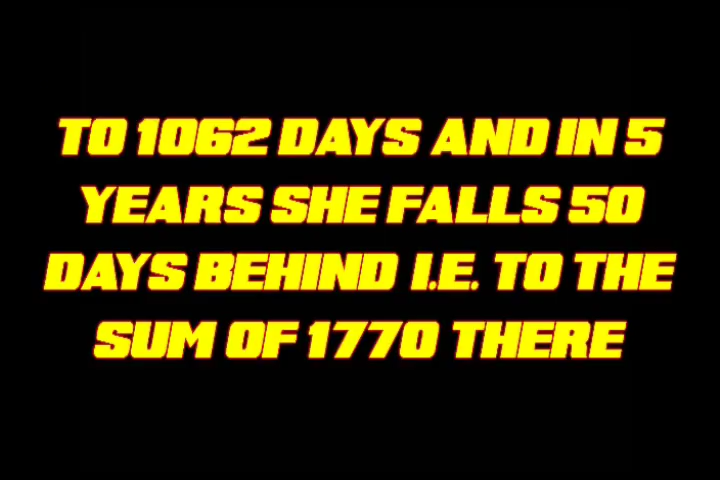 TO 1062 DAYS AND IN 5
YEARS SHE FALLS 50
DAYS BEHIND I.E. TO THE
SUM OF 1770 THERE